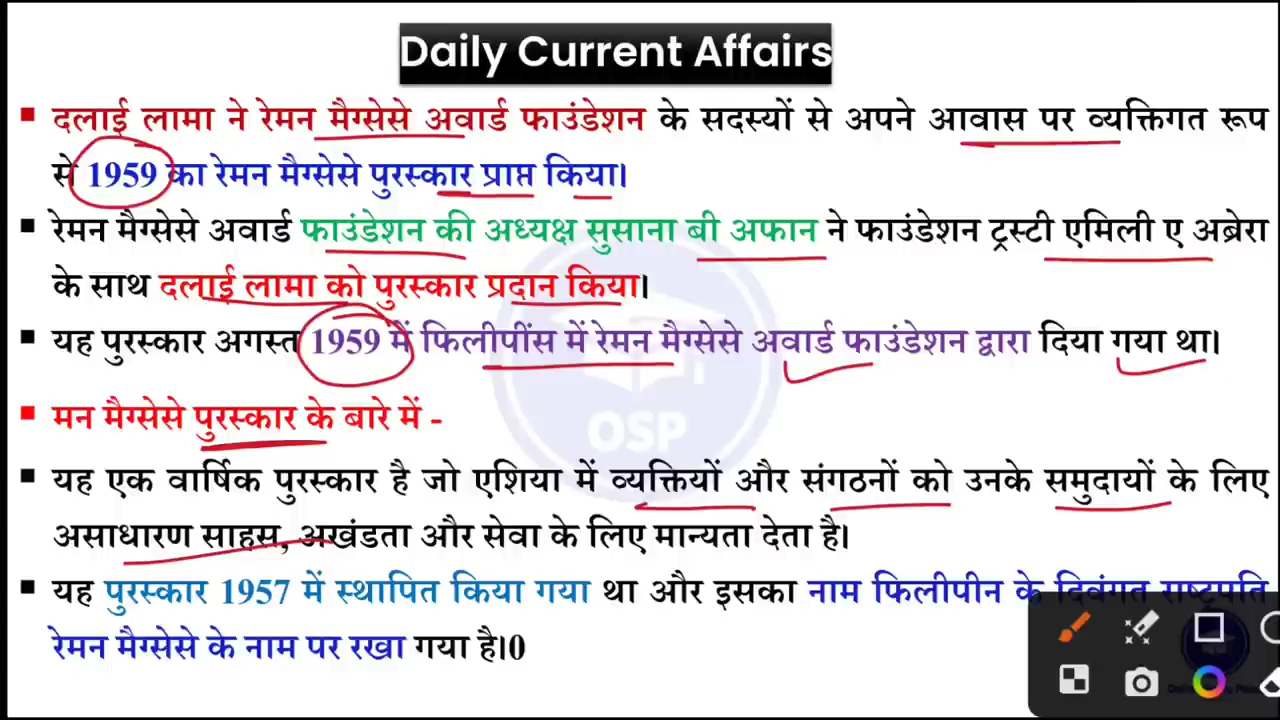 Daily Current Affairs
दलाई लामा ने रेमन मैग्सेसे अवार्ड फाउंडेशन के सदस्यों से अपने आवास पर व्यक्तिगत रूप
से 1959 का रेमन मैग्सेसे पुरस्कार प्राप्त किया।
रेमन मैग्सेसे अवार्ड फाउंडेशन की अध्यक्ष सुसाना बी अफान ने फाउंडेशन ट्रस्टी एमिली ए अब्रेरा
के साथ दलाई लामा को पुरस्कार प्रदान किया।
यह पुरस्कार अगस्त 1959 में फिलीपींस में रेमन मैग्सेसे अवार्ड फाउंडेशन द्वारा दिया गया था।
मन मैग्सेसे पुरस्कार के बारे में -
यह एक वार्षिक पुरस्कार है जो एशिया में व्यक्तियों और संगठनों को उनके समुदायों के लिए
असाधारण साहस, अखंडता और सेवा के लिए मान्यता देता है।
यह पुरस्कार 1957 में स्थापित किया गया था और इसका नाम फिलीपीन के दिवंगत राष्ट्रपति
रेमन मैग्सेसे के नाम पर रखा गया है।0
OSP